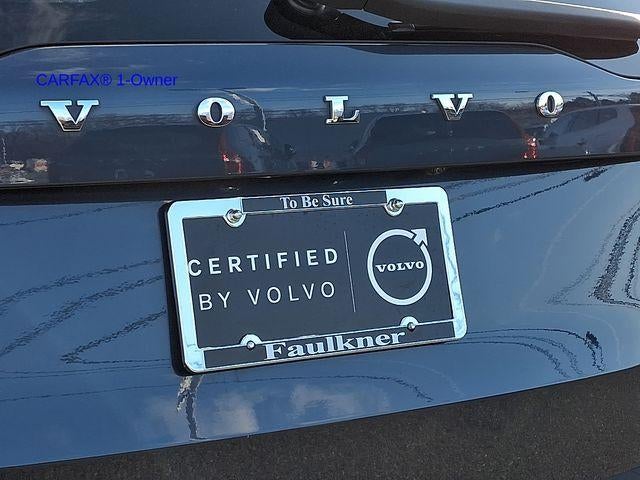 CARFAX® 1-Owner
VOLVO
To Be Sure
CERTIFIED
BY VOLVO
VOLVO
Faulkner